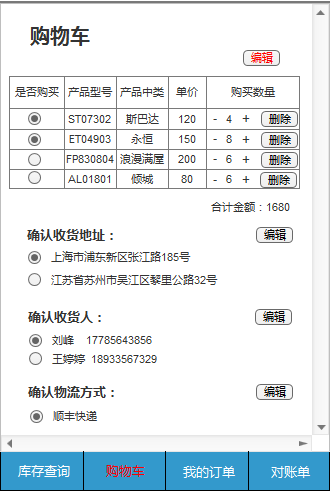 购物车
编辑
是否购买 产品型号 产品中类 单价 购买数量
ST07302 斯巴达 120 - 4 + 删除
ET04903 永恒 150 - 8 + 删除
FP830804 浪漫满屋 200 - 6 + 删除
AL01801 倾城 80 - 6 + 删除
合计金额：1680
确认收货地址： 编辑
上海市浦东新区张江路185号
江苏省苏州市吴江区黎里公路32号
确认收货人： 编辑
刘峰 17785643856
王婷婷 18933567329
确认物流方式： 编辑
顺丰快递
库存查询 购物车 我的订单 对账单